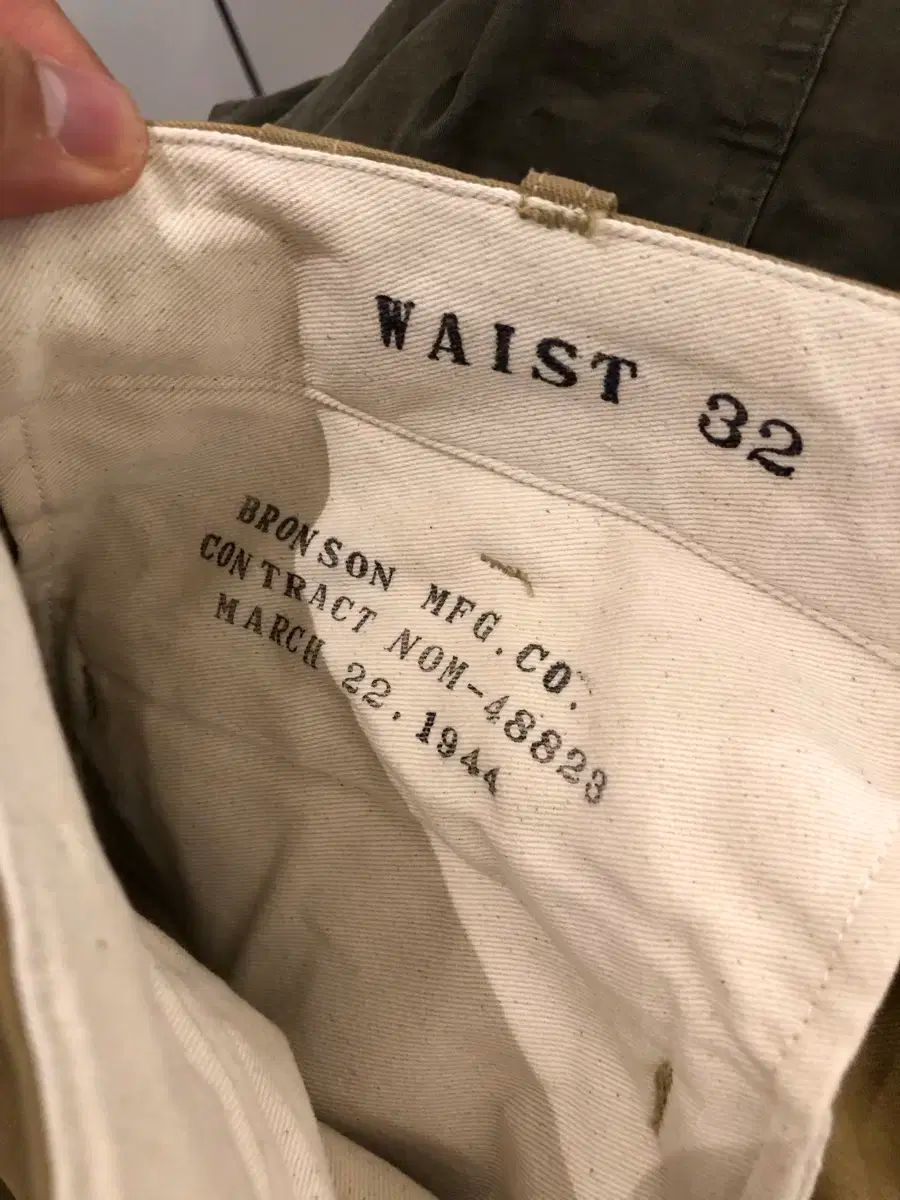 WAIST 32
BRONSON MFG.CO.
CONTRACT NOM-48823
MARCH 22.1944